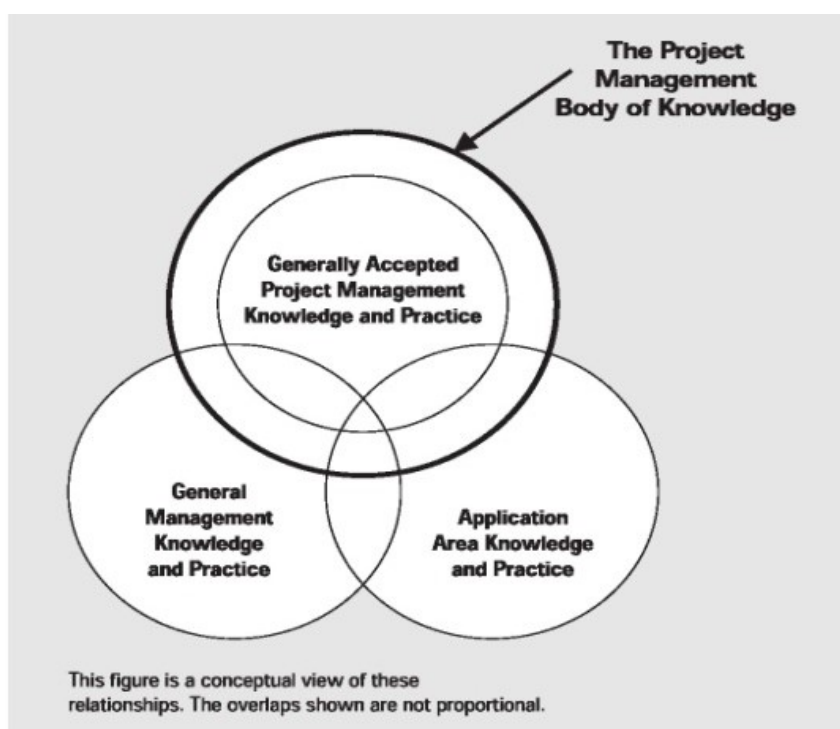 The Project
Management
Body of Knowledge
Generally Accepted
Project Management
Knowledge and Practice
General
Management
Knowledge
and Practice
Application
Area Knowledge
and Practice
This figure is a conceptual view of these
relationships. The overlaps shown are not proportional.